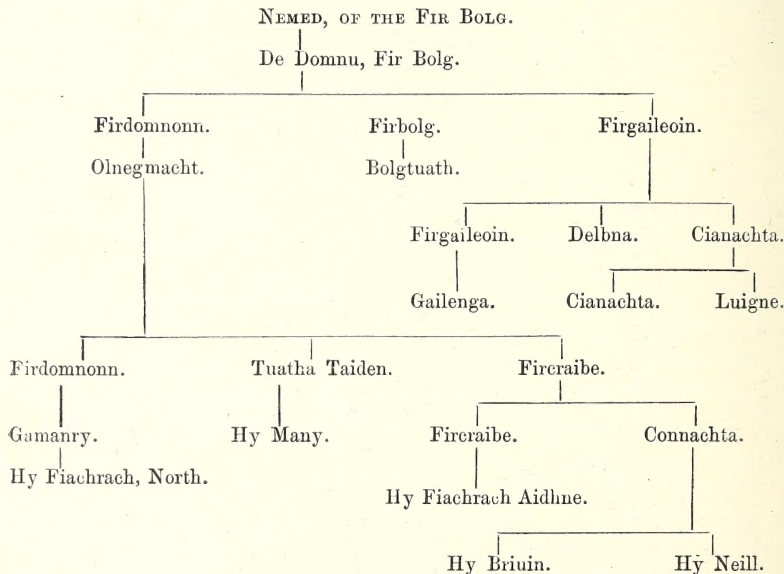 NEMED, OF THE FIR BOLG.
De Domnu, Fir Bolg.
Firdomnonn. Firbolg. Firgaileoin.
Olnegmacht. Bolgtuath.
Firgaileoin. Delbna. Cianachta.
Gailenga. Cianachta. Luigne.
Firdomnonn. Tuatha Taiden. Fircraibe.
Gamanry. Hy Many. Fircraibe. Connachta.
Hy Fiachrach, North.
Hy Fiachrach Aidhne.
Hy Briuin. Hy Neill.